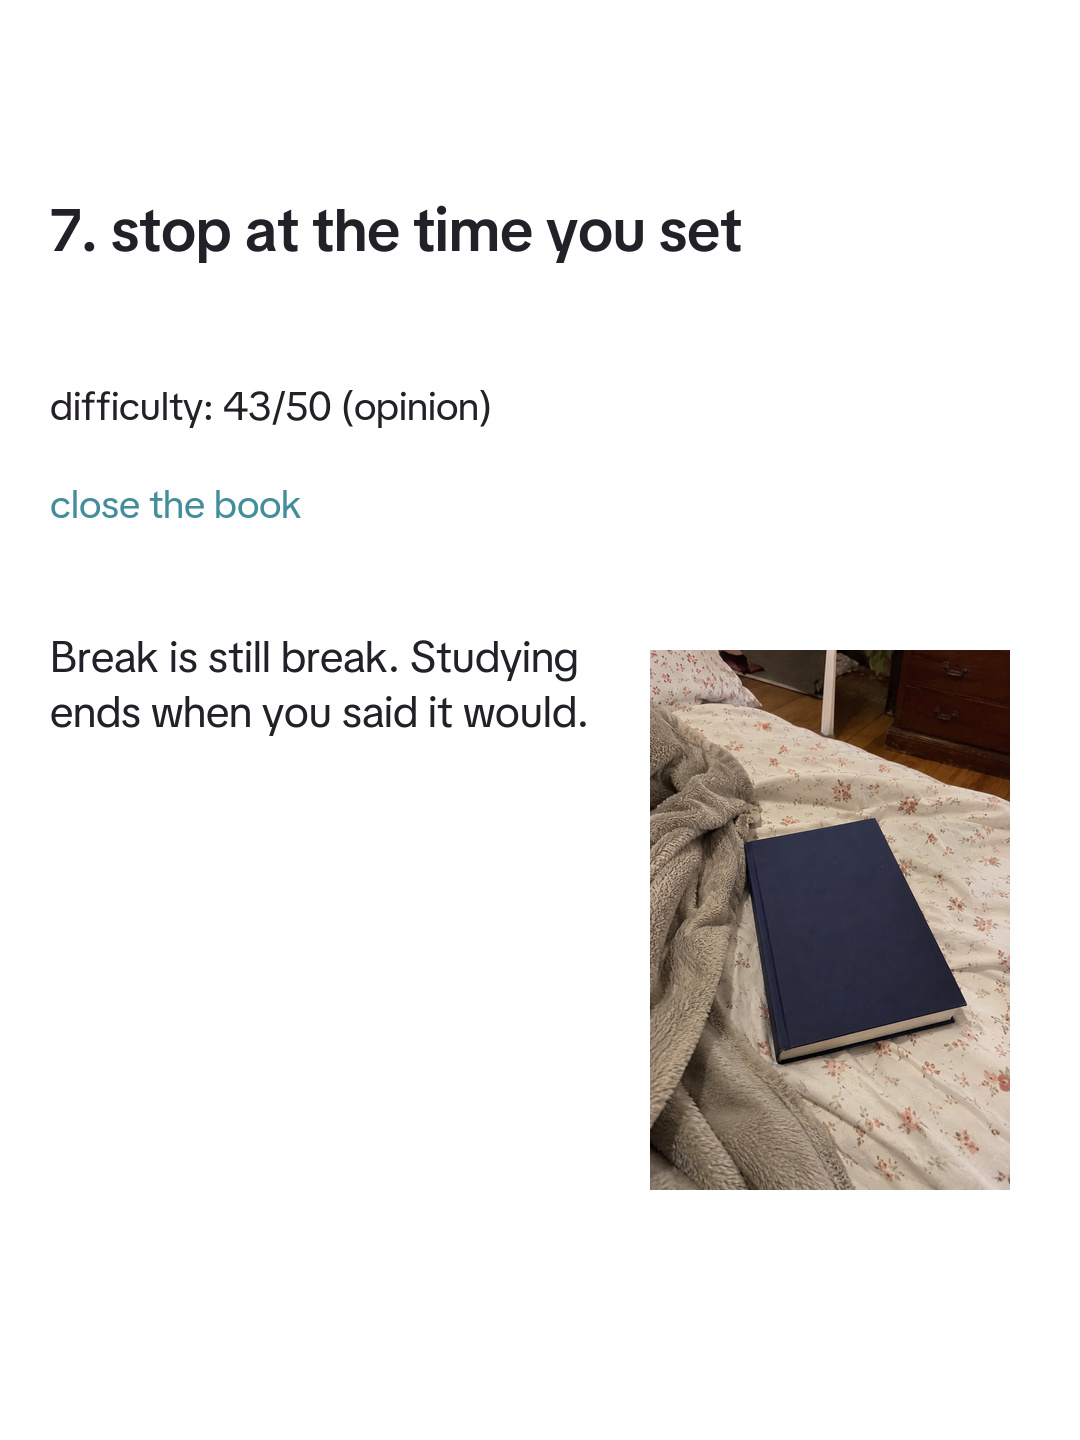 7. stop at the time you set
difficulty: 43/50 (opinion)
close the book
Break is still break. Studying
ends when you said it would.